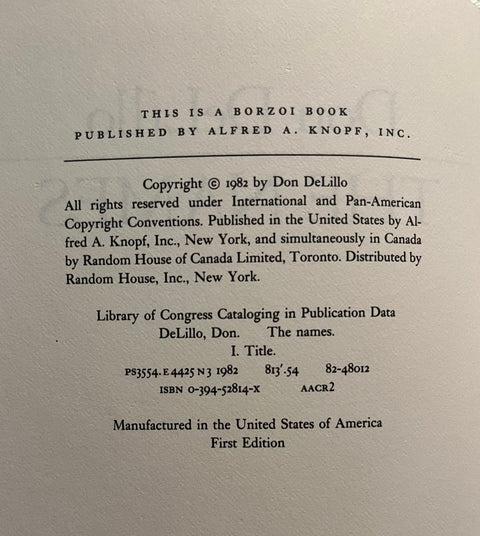 THIS IS A BORZOI BOOK
PUBLISHED BY ALFRED A. KNOPF, INC.
Copyright © 1982 by Don DeLillo
All rights reserved under International and Pan-American
Copyright Conventions. Published in the United States by Al-
fred A. Knopf, Inc., New York, and simultaneously in Canada
by Random House of Canada Limited, Toronto. Distributed by
Random House, Inc., New York.
Library of Congress Cataloging in Publication Data
DeLillo, Don. The names.
I. Title.
PS3554.E4425N3 1982 813'.54 82-48012
ISBN 0-394-52814-X AACR2
Manufactured in the United States of America
First Edition